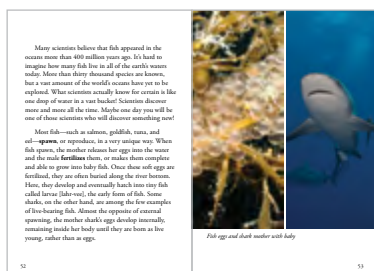 Many scientists believe that fish appeared in the
oceans more than 400 million years ago. It's hard to
imagine how many fish live in all of the earth's waters
today. More than thirty thousand species are known,
but a vast amount of the world's oceans have yet to be
explored. What scientists actually know for certain is like
one drop of water in a vast bucket! Scientists discover
more and more all the time. Maybe one day you will be
one of those scientists who will discover something new!
Most fish—such as salmon, goldfish, tuna, and
eel—spawn, or reproduce, in a very unique way. When
fish spawn, the mother releases her eggs into the water
and the male fertilizes them, or makes them complete
and able to grow into baby fish. Once these soft eggs are
fertilized, they are often buried along the river bottom.
Here, they develop and eventually hatch into tiny fish
called larvae [lahr-vee], the early form of fish. Some
sharks, on the other hand, are among the few examples
of live-bearing fish. Almost the opposite of external
spawning, the mother shark's eggs develop internally,
remaining inside her body until they are born as live
young, rather than as eggs.
52
Fish eggs and shark mother with baby
53